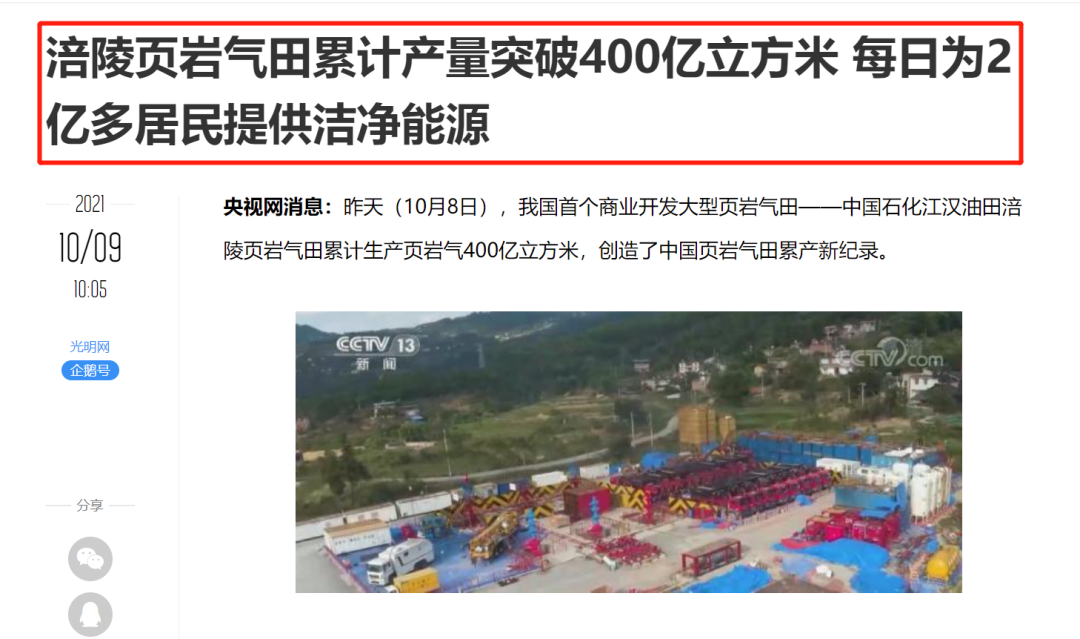 涪陵页岩气田累计产量突破400亿立方米 每日为2
亿多居民提供洁净能源
2021
10/09
10:05
光明网
企鹅号
分享
央视网消息：昨天（10月8日），我国首个商业开发大型页岩气田——中国石化江汉油田涪
陵页岩气田累计生产页岩气400亿立方米，创造了中国页岩气田累产新纪录。
CCTV 13
新闻
CCTV.com